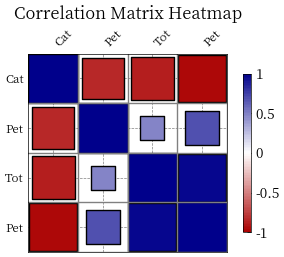 Correlation Matrix Heatmap
Cat Pet Tot Pet
Cat
Pet
Tot
Pet
1
0.5
0
-0.5
-1